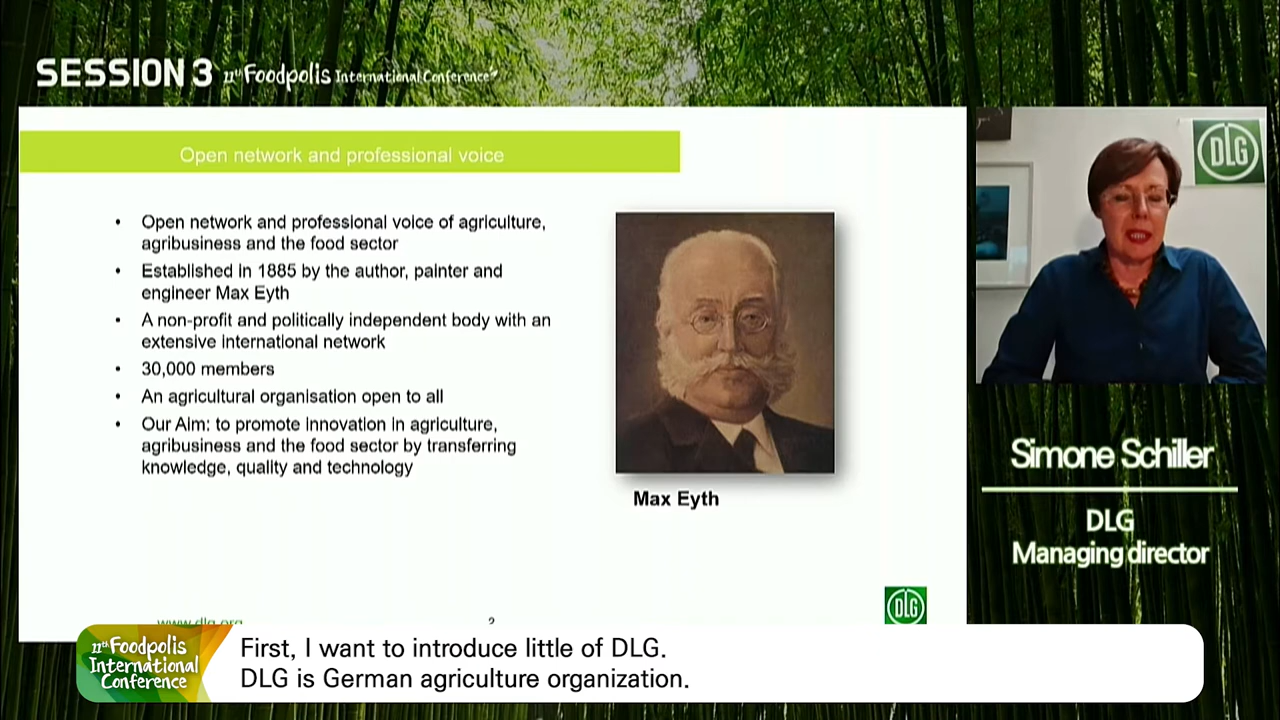 SESSION 3 11th Foodpolis International Conference
Open network and professional voice
• Open network and professional voice of agriculture,
agribusiness and the food sector
• Established in 1885 by the author, painter and
engineer Max Eyth
• A non-profit and politically independent body with an
extensive international network
• 30,000 members
• An agricultural organisation open to all
• Our Aim: to promote innovation in agriculture,
agribusiness and the food sector by transferring
knowledge, quality and technology
Max Eyth
www.dlg.org
2
DLG
DLG
Simone Schiller
DLG
Managing director
11th Foodpolis
International
Conference
First, I want to introduce little of DLG.
DLG is German agriculture organization.